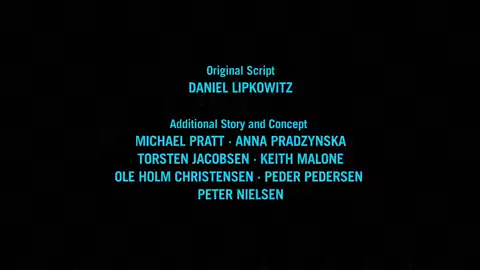 Original Script
DANIEL LIPKOWITZ
Additional Story and Concept
MICHAEL PRATT · ANNA PRADZYNSKA
TORSTEN JACOBSEN · KEITH MALONE
OLE HOLM CHRISTENSEN · PEDER PEDERSEN
PETER NIELSEN